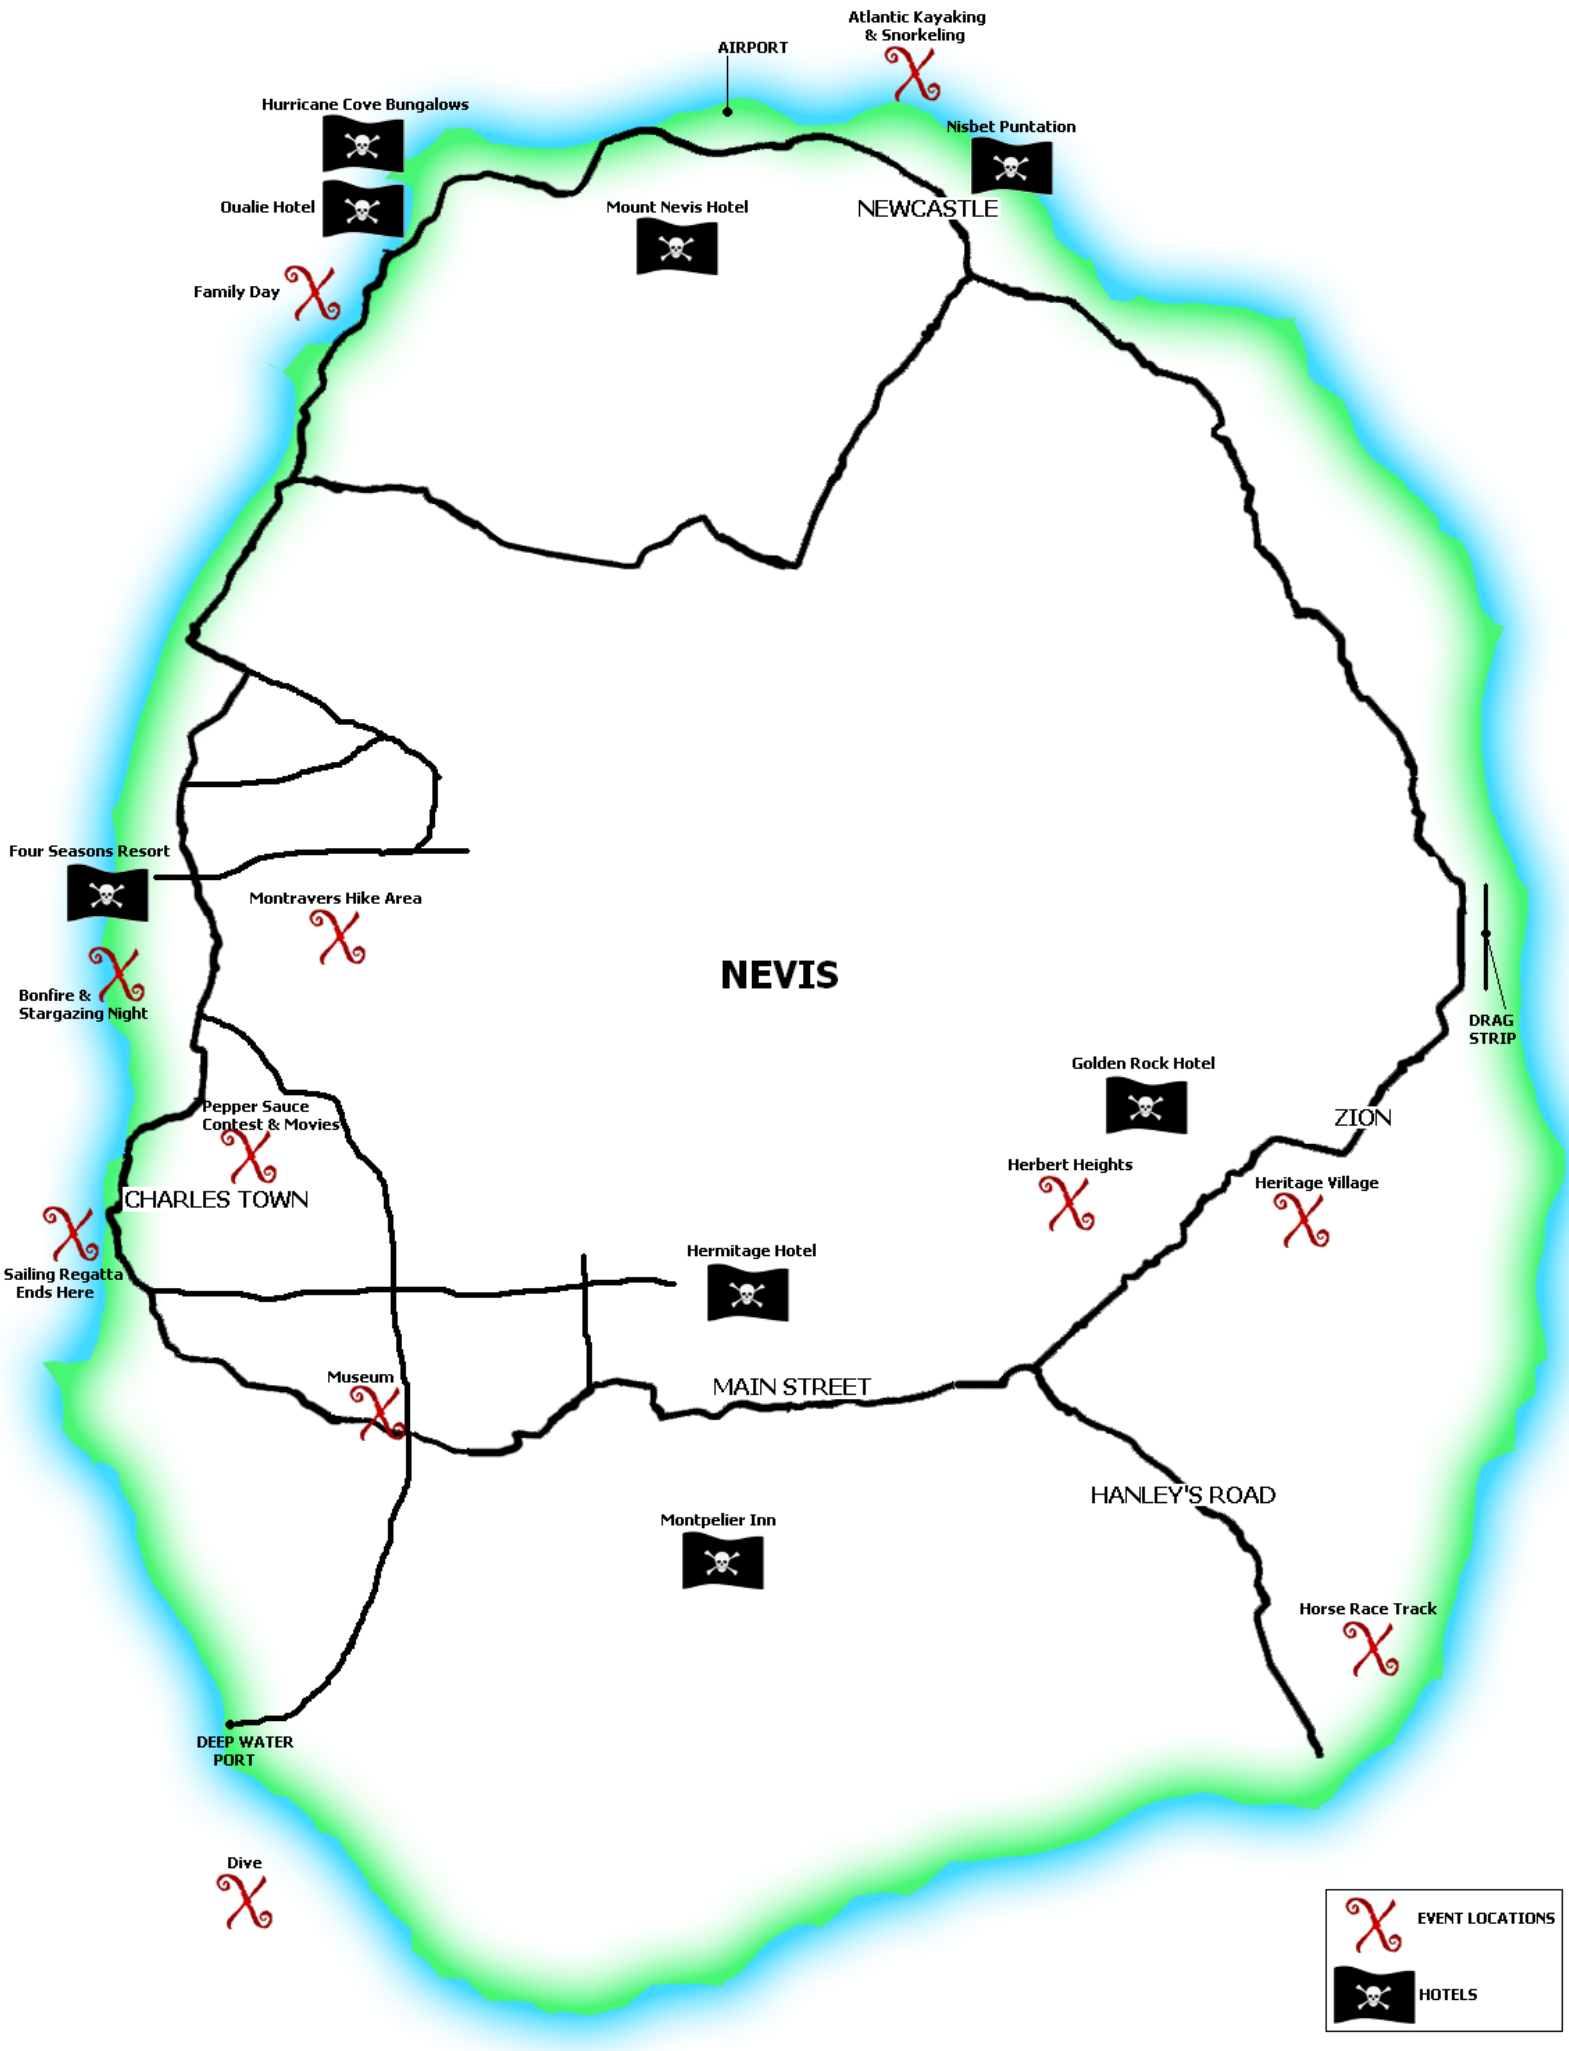 Atlantic Kayaking
& Snorkeling
AIRPORT
Hurricane Cove Bungalows
Nisbet Puntation
Oualie Hotel
Mount Nevis Hotel
NEWCASTLE
Family Day
Four Seasons Resort
Montravers Hike Area
NEVIS
Bonfire &
Stargazing Night
DRAG
STRIP
Golden Rock Hotel
Pepper Sauce
Contest & Movies
ZION
Herbert Heights
Heritage Village
CHARLES TOWN
Hermitage Hotel
Sailing Regatta
Ends Here
Museum
MAIN STREET
HANLEY'S ROAD
Montpelier Inn
Horse Race Track
DEEP WATER
PORT
Dive
EVENT LOCATIONS
HOTELS